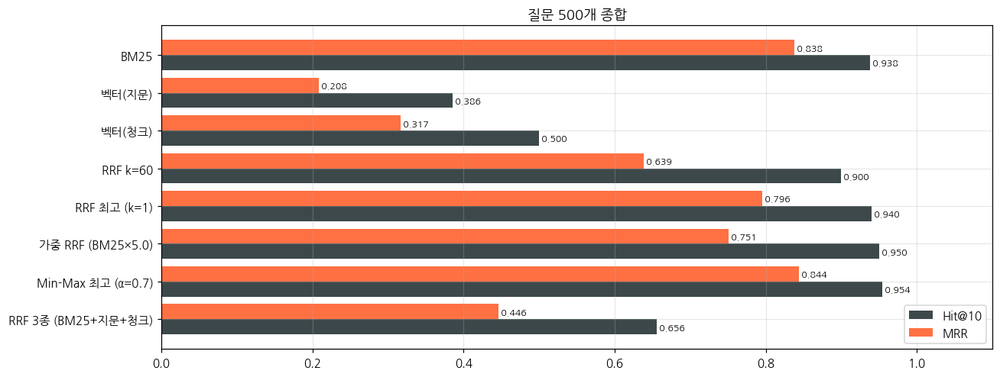 질문 500개 종합
BM25
0.838
0.938
벡터(지문)
0.208
0.386
벡터(청크)
0.317
0.500
RRF k=60
0.639
0.900
RRF 최고 (k=1)
0.796
0.940
가중 RRF (BM25×5.0)
0.751
0.950
Min-Max 최고 (α=0.7)
0.844
0.954
RRF 3종 (BM25+지문+청크)
0.446
0.656
Hit@10
MRR
0.0 0.2 0.4 0.6 0.8 1.0